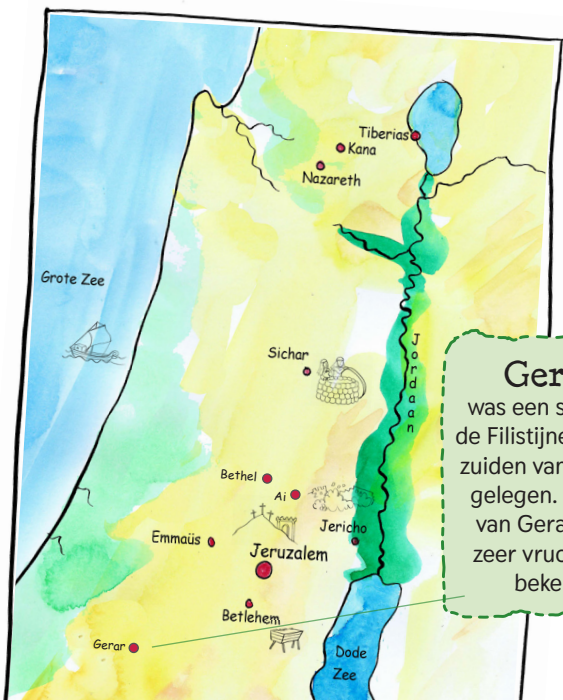 Tiberias
Kana
Nazareth
Grote Zee
Jordaan
Sichar
Bethel
Ai
Jericho
Emmaüs
Jeruzalem
Betlehem
Gerar
Dode
Zee
Ger
was een s
de Filistijne
zuiden van
gelegen.
van Gera
zeer vruc
beke